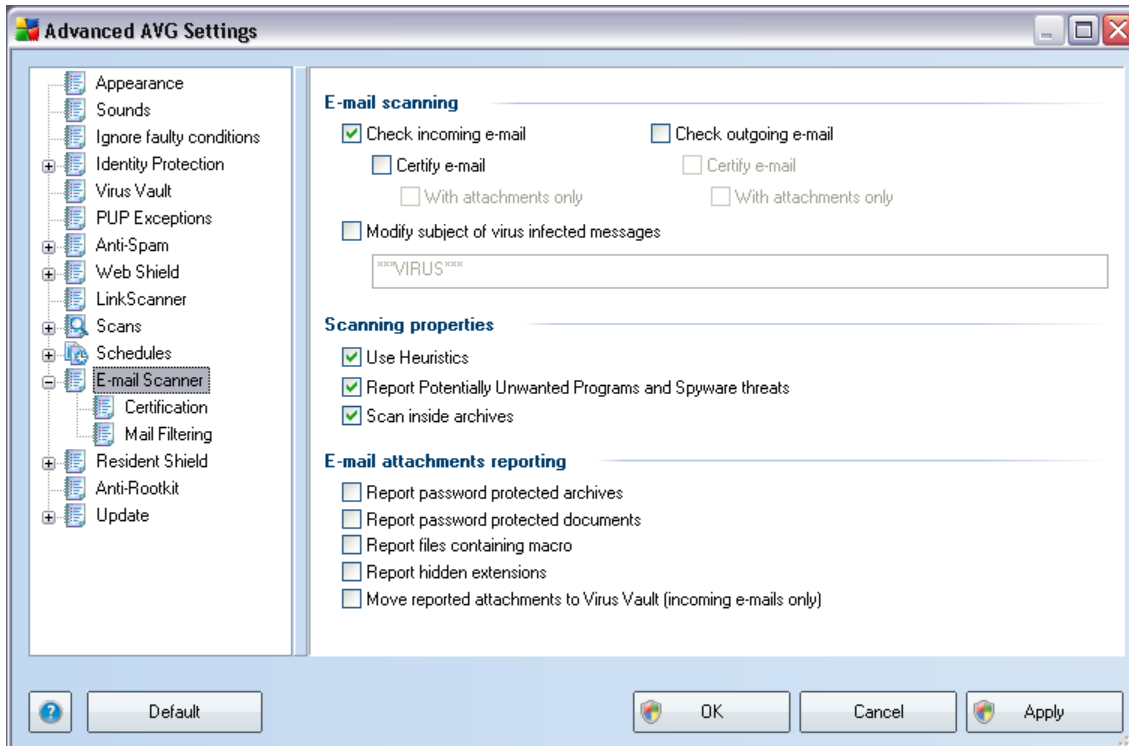 Advanced AVG Settings
Appearance
Sounds
Ignore faulty conditions
Identity Protection
Virus Vault
PUP Exceptions
Anti-Spam
Web Shield
LinkScanner
Scans
Schedules
E-mail Scanner
Certification
Mail Filtering
Resident Shield
Anti-Rootkit
Update
E-mail scanning
Check incoming e-mail
Check outgoing e-mail
Certify e-mail
Certify e-mail
With attachments only
With attachments only
Modify subject of virus infected messages
***VIRUS***
Scanning properties
Use Heuristics
Report Potentially Unwanted Programs and Spyware threats
Scan inside archives
E-mail attachments reporting
Report password protected archives
Report password protected documents
Report files containing macro
Report hidden extensions
Move reported attachments to Virus Vault (incoming e-mails only)
? Default OK Cancel Apply